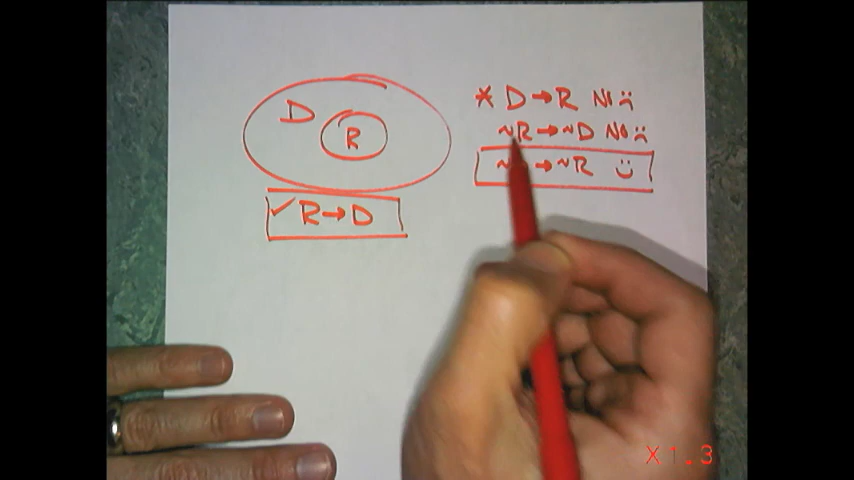 D
R
✓ R→D
* D→R No
~R→~D No
→~R
X1.3